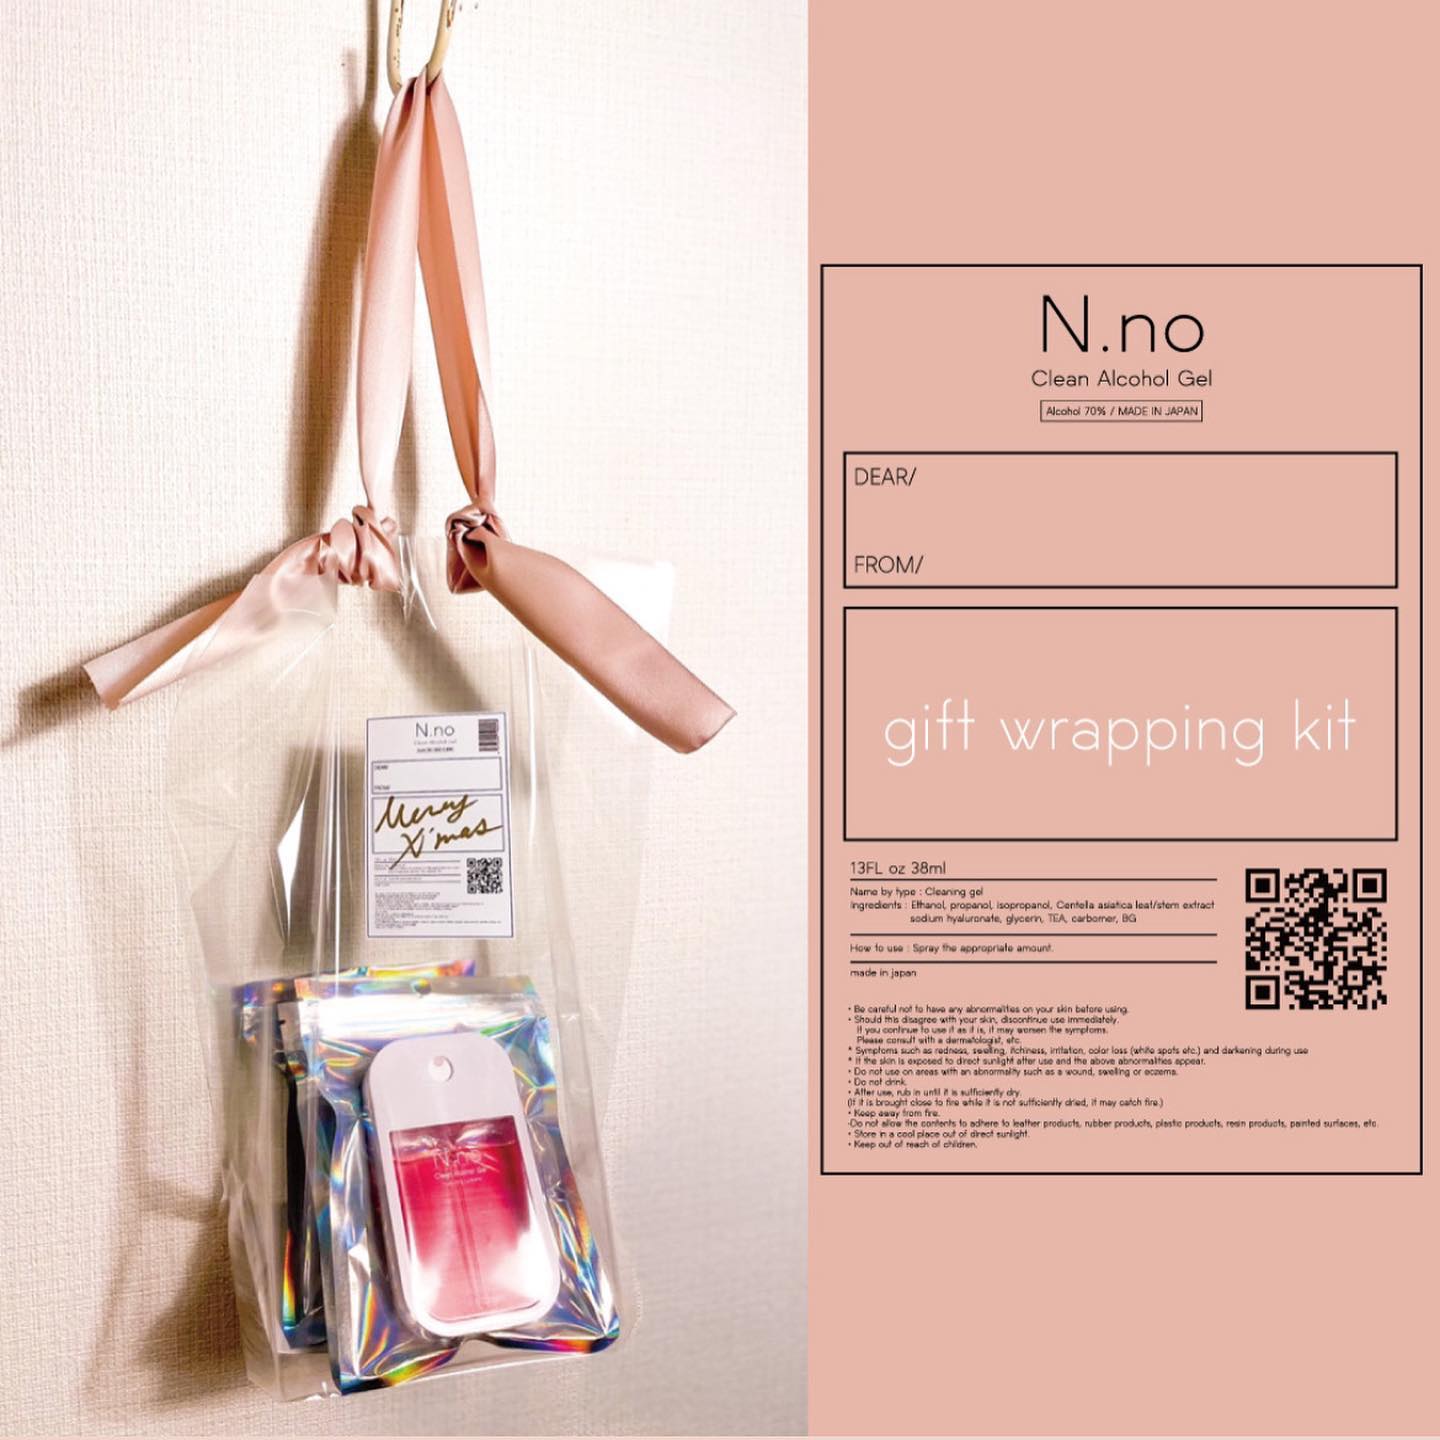 N.no
Clean Alcohol Gel
DEAR/
FROM/
Merry
X'mas
N.no
Clean Alcohol Gel
N.no
Clean Alcohol Gel
Alcohol 70% / MADE IN JAPAN
DEAR/
FROM/
gift wrapping kit
13FL oz 38ml
Name by type : Cleaning gel
Ingredients : Ethanol, propanol, isopropanol, Centella asiatica leaf/stem extract
sodium hyaluronate, glycerin, TEA, carbomer, BG
How to use : Spray the appropriate amount.
made in japan
• Be careful not to have any abnormalities on your skin before using.
• Should this disagree with your skin, discontinue use immediately.
If you continue to use it as it is, it may worsen the symptoms.
Please consult with a dermatologist, etc.
* Symptoms such as redness, swelling, itchiness, irritation, color loss (white spots etc.) and darkening during use
* If the skin is exposed to direct sunlight after use and the above abnormalities appear.
• Do not use on areas with an abnormality such as a wound, swelling or eczema.
• Do not drink.
• After use, rub in until it is sufficiently dry.
(If it is brought close to fire while it is not sufficiently dried, it may catch fire.)
• Keep away from fire.
·Do not allow the contents to adhere to leather products, rubber products, plastic products, resin products, painted surfaces, etc.
• Store in a cool place out of direct sunlight.
• Keep out of reach of children.